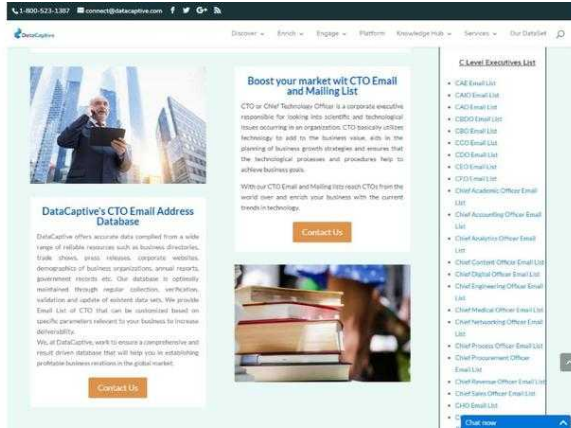 1-800-523-1387 connect@datacaptive.com f G+
DataCaptive
Discover Enrich Engage Platform Knowledge Hub Services Our DataSet
Boost your market wit CTO Email
and Mailing List
CTO or Chief Technology Officer is a corporate executive
responsible for looking into scientific and technological
issues occurring in an organization. CTO basically utilizes
technology to add to the business value, aids in the
planning of business growth strategies and ensures that
the technological processes and procedures help to
achieve business goals.
With our CTO Email and Mailing lists reach CTOs from the
world over and enrich your business with the current
trends in technology.
Contact Us
DataCaptive's CTO Email Address
Database
DataCaptive offers accurate data compiled from a wide
range of reliable resources such as business directories,
trade shows, press releases, corporate websites,
demographics of business organizations, annual reports,
government records etc. Our database is optimally
maintained through regular collection, verification,
validation and update of existent data sets. We provide
Email List of CTO that can be customized based on
specific parameters relevant to your business to increase
deliverability.
We, at DataCaptive, work to ensure a comprehensive and
result driven database that will help you in establishing
profitable business relations in the global market.
Contact Us
C Level Executives List
CAE Email List
CAIO Email List
CAO Email List
CBDO Email List
CBO Email List
CCO Email List
CDO Email List
CEO Email List
CFO Email List
Chief Academic Officer Email
List
Chief Accounting Officer Email
List
Chief Analytics Officer Email
List
Chief Content Officer Email List
Chief Digital Officer Email List
Chief Engineering Officer Email
List
Chief Medical Officer Email List
Chief Networking Officer Email
List
Chief Process Officer Email List
Chief Procurement Officer
Email List
Chief Revenue Officer Email List
Chief Sales Officer Email List
CHO Email List
Chat now